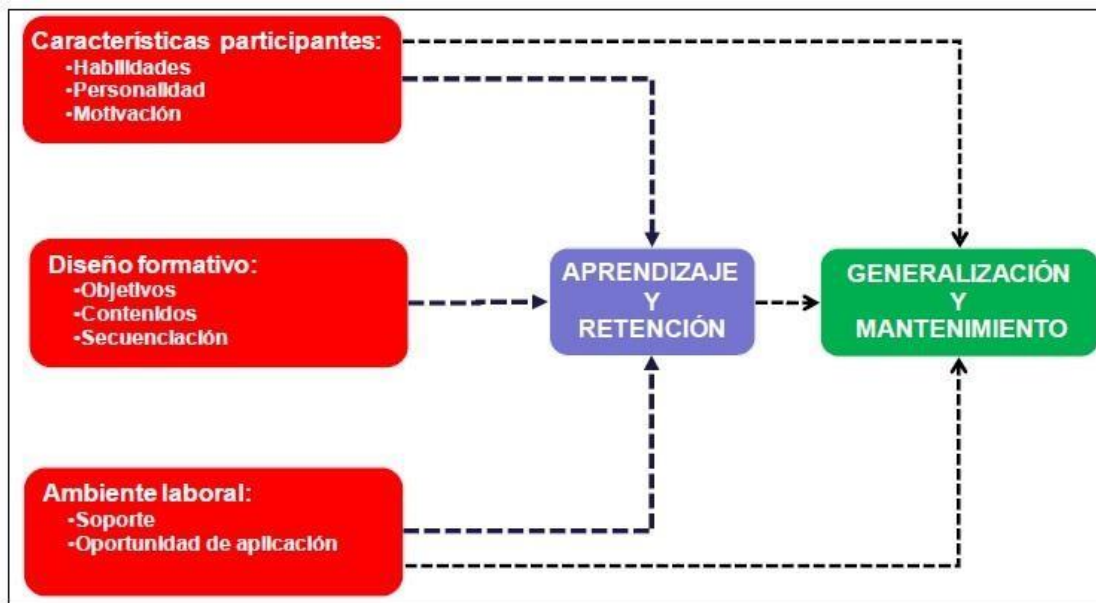 Características participantes:
•Habilidades
•Personalidad
•Motivación
Diseño formativo:
•Objetivos
•Contenidos
•Secuenciación
APRENDIZAJE
Y
RETENCIÓN
GENERALIZACIÓN
Y
MANTENIMIENTO
Ambiente laboral:
•Soporte
•Oportunidad de aplicación